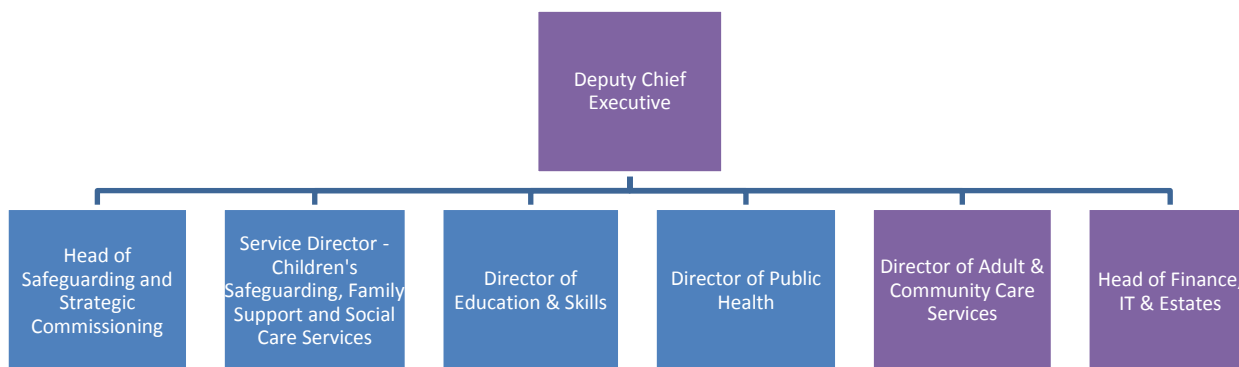 Deputy Chief
Executive
Head of
Safeguarding and
Strategic
Commissioning
Service Director -
Children's
Safeguarding, Family
Support and Social
Care Services
Director of
Education & Skills
Director of Public
Health
Director of Adult &
Community Care
Services
Head of Finance,
IT & Estates